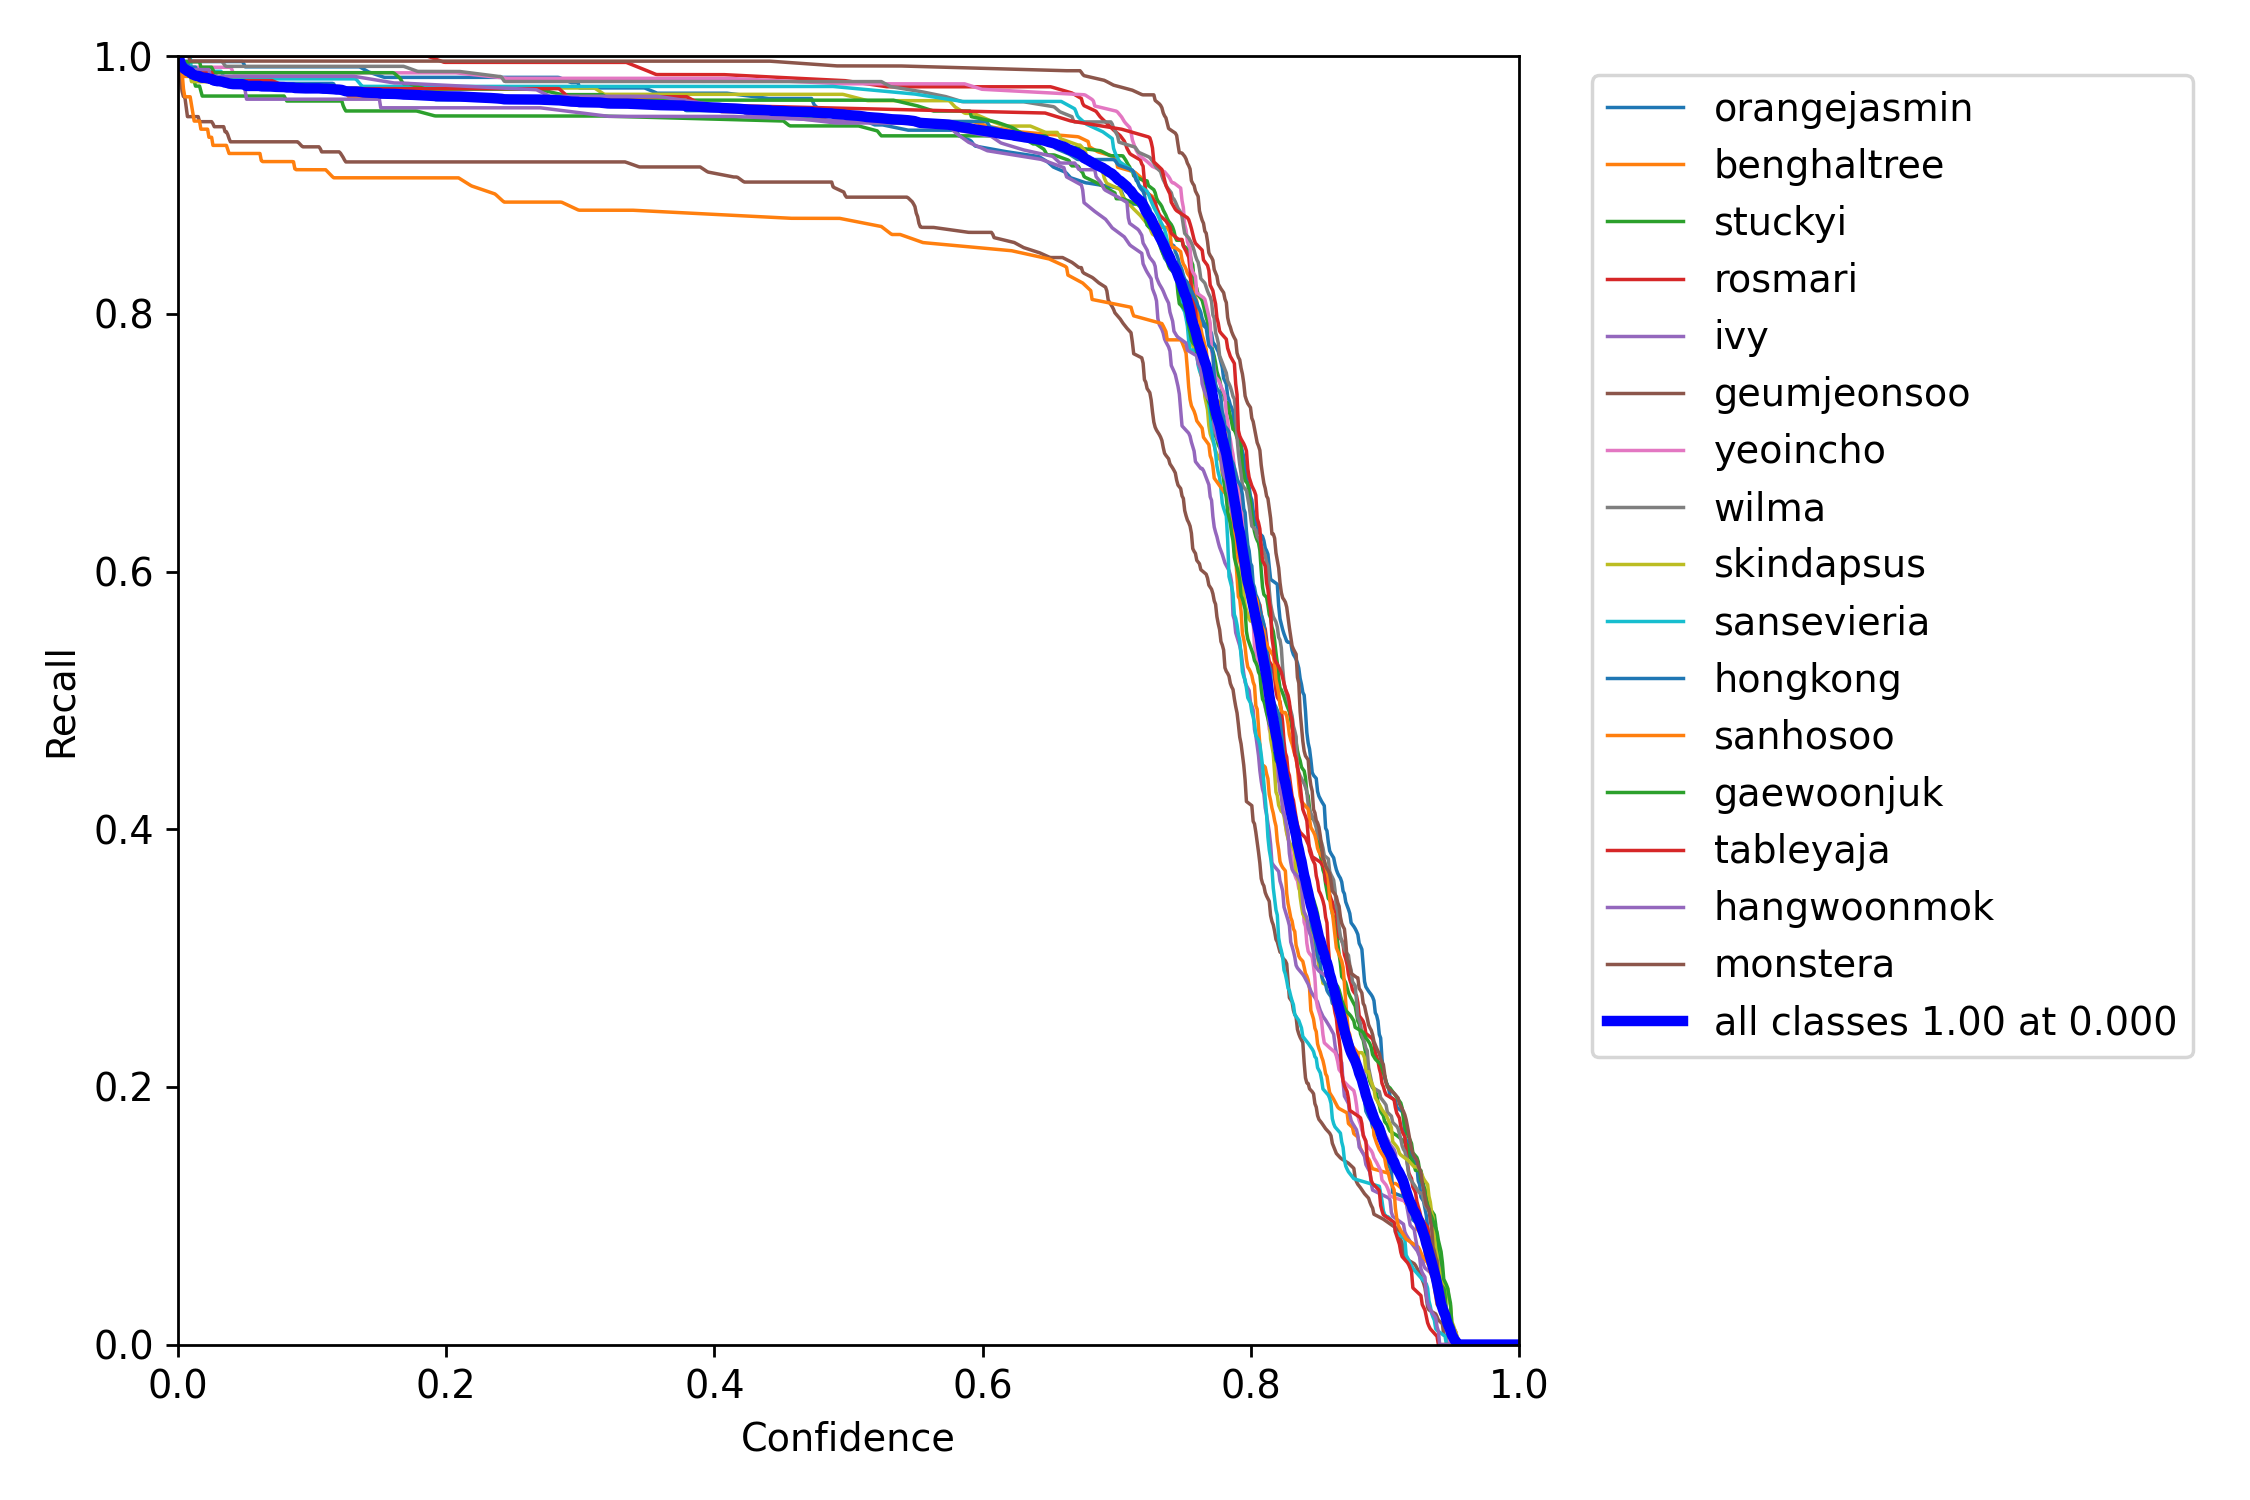 1.0
0.8
0.6
0.4
0.2
0.0
0.0 0.2 0.4 0.6 0.8 1.0
Recall
Confidence
orangejasmin
benghaltree
stuckyi
rosmari
ivy
geumjeonsoo
yeoincho
wilma
skindapsus
sansevieria
hongkong
sanhosoo
gaewoonjuk
tableyaja
hangwoonmok
monstera
all classes 1.00 at 0.000